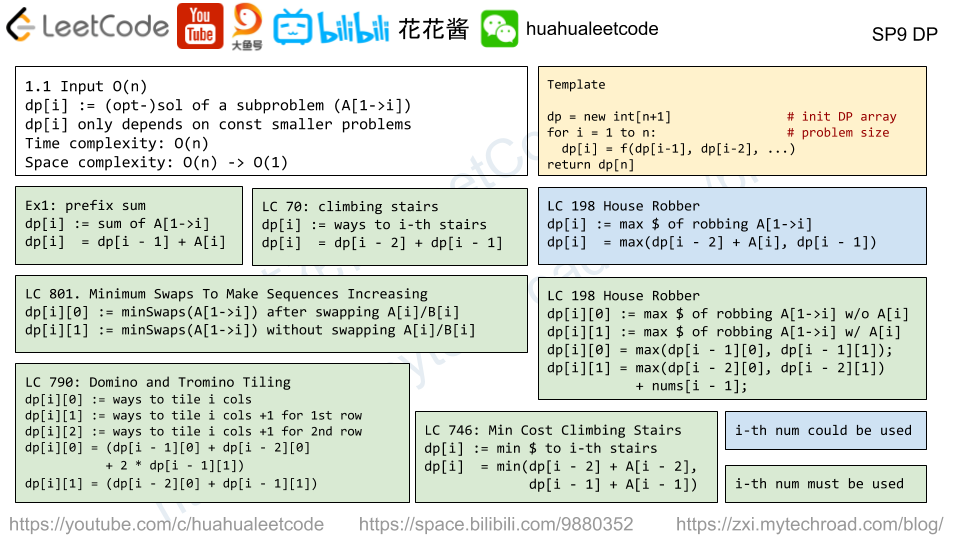 LeetCode You Tube 大鱼号 bilibili 花花酱 huahualeetcode
SP9 DP
1.1 Input O(n)
dp[i] := (opt-)sol of a subproblem (A[1->i])
dp[i] only depends on const smaller problems
Time complexity: O(n)
Space complexity: O(n) -> O(1)
Template
dp = new int[n+1] # init DP array
for i = 1 to n: # problem size
dp[i] = f(dp[i-1], dp[i-2], ...)
return dp[n]
Ex1: prefix sum
dp[i] := sum of A[1->i]
dp[i] = dp[i - 1] + A[i]
LC 70: climbing stairs
dp[i] := ways to i-th stairs
dp[i] = dp[i - 2] + dp[i - 1]
LC 198 House Robber
dp[i] := max $ of robbing A[1->i]
dp[i] = max(dp[i - 2] + A[i], dp[i - 1])
LC 801. Minimum Swaps To Make Sequences Increasing
dp[i][0] := minSwaps(A[1->i]) after swapping A[i]/B[i]
dp[i][1] := minSwaps(A[1->i]) without swapping A[i]/B[i]
LC 198 House Robber
dp[i][0] := max $ of robbing A[1->i] w/o A[i]
dp[i][1] := max $ of robbing A[1->i] w/ A[i]
dp[i][0] = max(dp[i - 1][0], dp[i - 1][1]);
dp[i][1] = max(dp[i - 2][0], dp[i - 2][1])
+ nums[i - 1];
LC 790: Domino and Tromino Tiling
dp[i][0] := ways to tile i cols
dp[i][1] := ways to tile i cols +1 for 1st row
dp[i][2] := ways to tile i cols +1 for 2nd row
dp[i][0] = (dp[i - 1][0] + dp[i - 2][0]
+ 2 * dp[i - 1][1])
dp[i][1] = (dp[i - 2][0] + dp[i - 1][1])
LC 746: Min Cost Climbing Stairs
dp[i] := min $ to i-th stairs
dp[i] = min(dp[i - 2] + A[i - 2],
dp[i - 1] + A[i - 1])
i-th num could be used
i-th num must be used
https://youtube.com/c/huahualeetcode https://space.bilibili.com/9880352 https://zxi.mytechroad.com/blog/